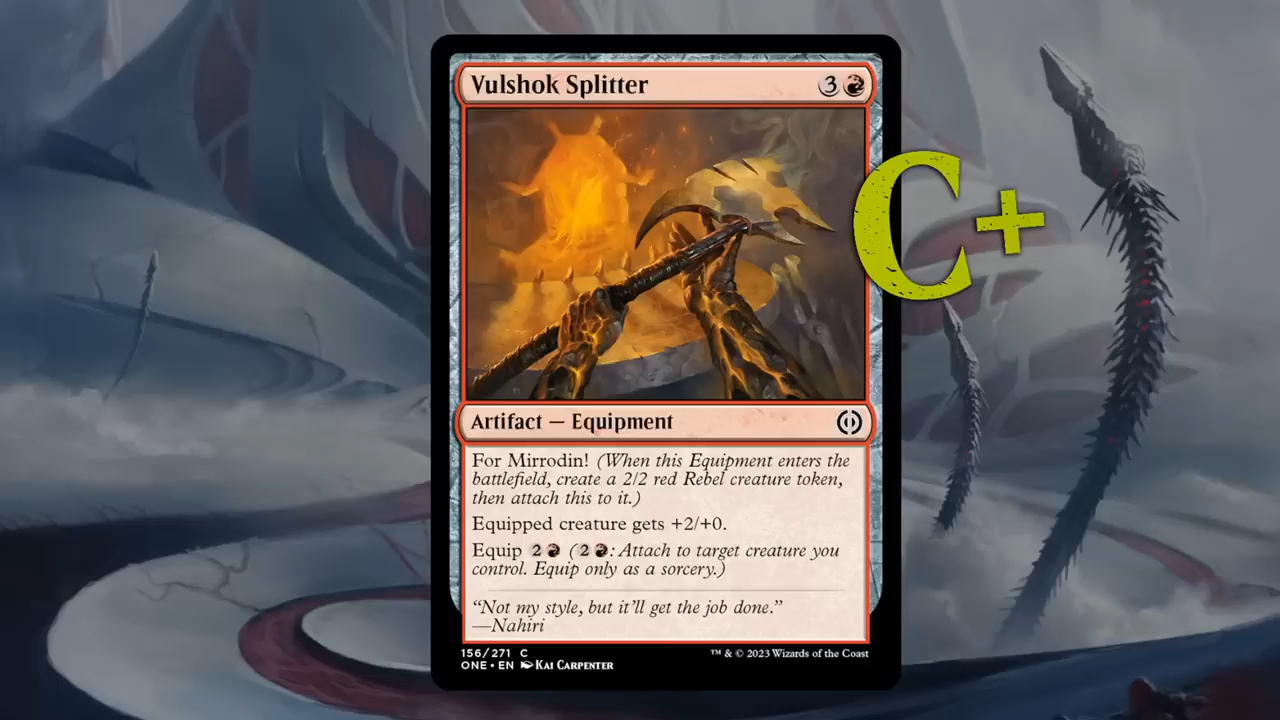 Vulshok Splitter 3
C+
Artifact — Equipment
For Mirrodin! (When this Equipment enters the
battlefield, create a 2/2 red Rebel creature token,
then attach this to it.)
Equipped creature gets +2/+0.
Equip 2 (2 : Attach to target creature you
control. Equip only as a sorcery.)
“Not my style, but it’ll get the job done.”
—Nahiri
156/271 C
ONE • EN Kai Carpenter
™ & © 2023 Wizards of the Coast